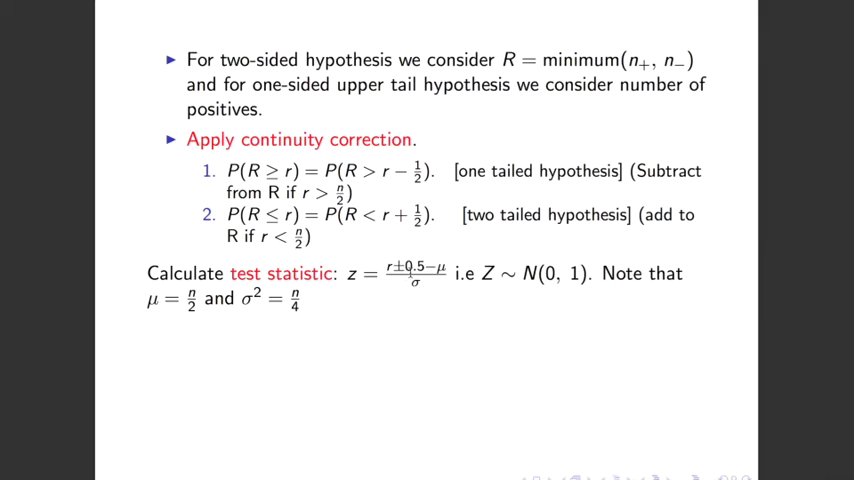 ▶ For two-sided hypothesis we consider R = minimum(n₊, n₋)
and for one-sided upper tail hypothesis we consider number of
positives.
▶ Apply continuity correction.
1. P(R ≥ r) = P(R > r − 1/2). [one tailed hypothesis] (Subtract
from R if r > n/2)
2. P(R ≤ r) = P(R < r + 1/2). [two tailed hypothesis] (add to
R if r < n/2)
Calculate test statistic: z = (r±0.5−μ)/σ i.e Z ∼ N(0, 1). Note that
μ = n/2 and σ² = n/4